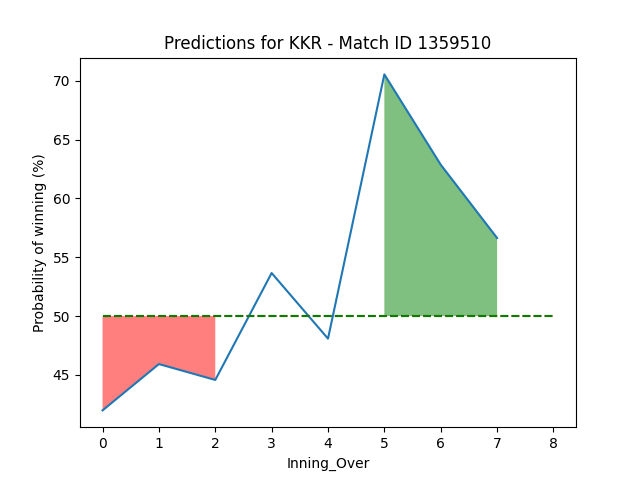 Predictions for KKR - Match ID 1359510
Probability of winning (%)
70
65
60
55
50
45
0 1 2 3 4 5 6 7 8
Inning_Over